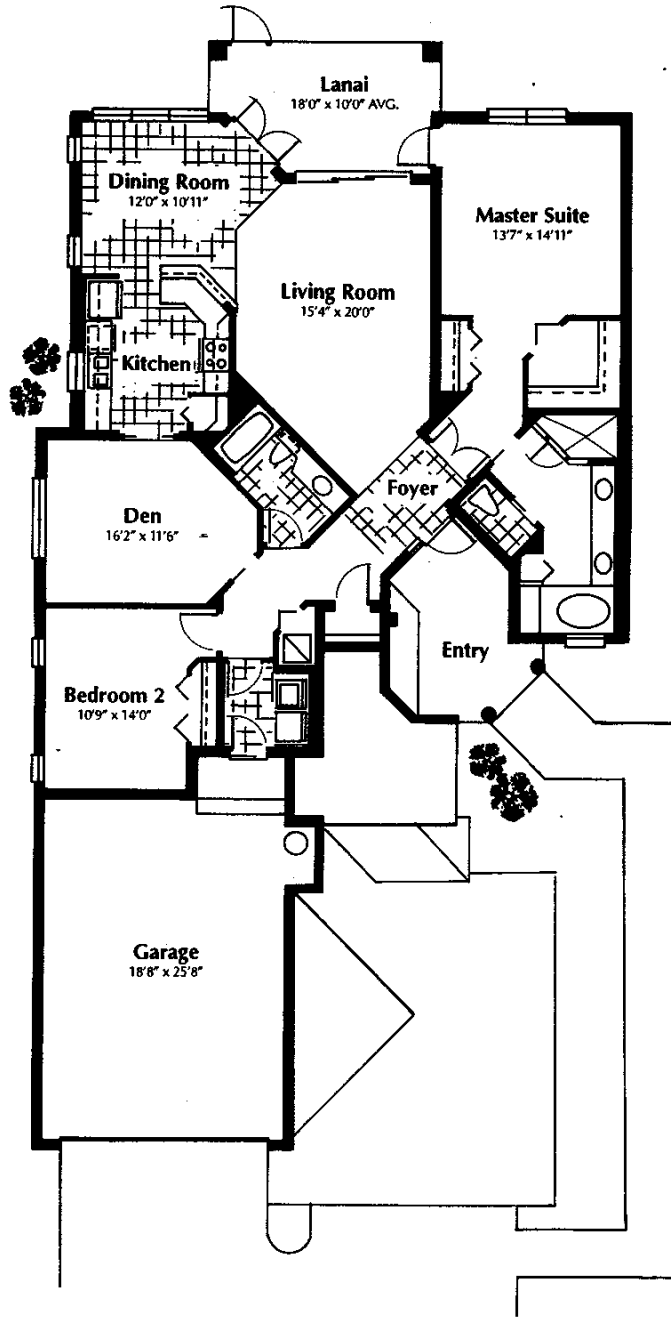 Lanai
18'0" x 10'0" AVG.
Dining Room
12'0" x 10'11"
Master Suite
13'7" x 14'11"
Living Room
15'4" x 20'0"
Kitchen
Foyer
Den
16'2" x 11'6"
Entry
Bedroom 2
10'9" x 14'0"
Garage
18'8" x 25'8"